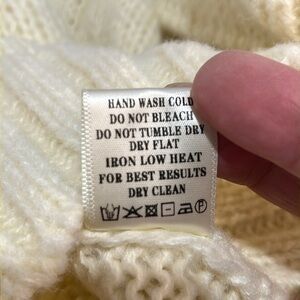 HAND WASH COLD
DO NOT BLEACH
DO NOT TUMBLE DRY
DRY FLAT
IRON LOW HEAT
FOR BEST RESULTS
DRY CLEAN